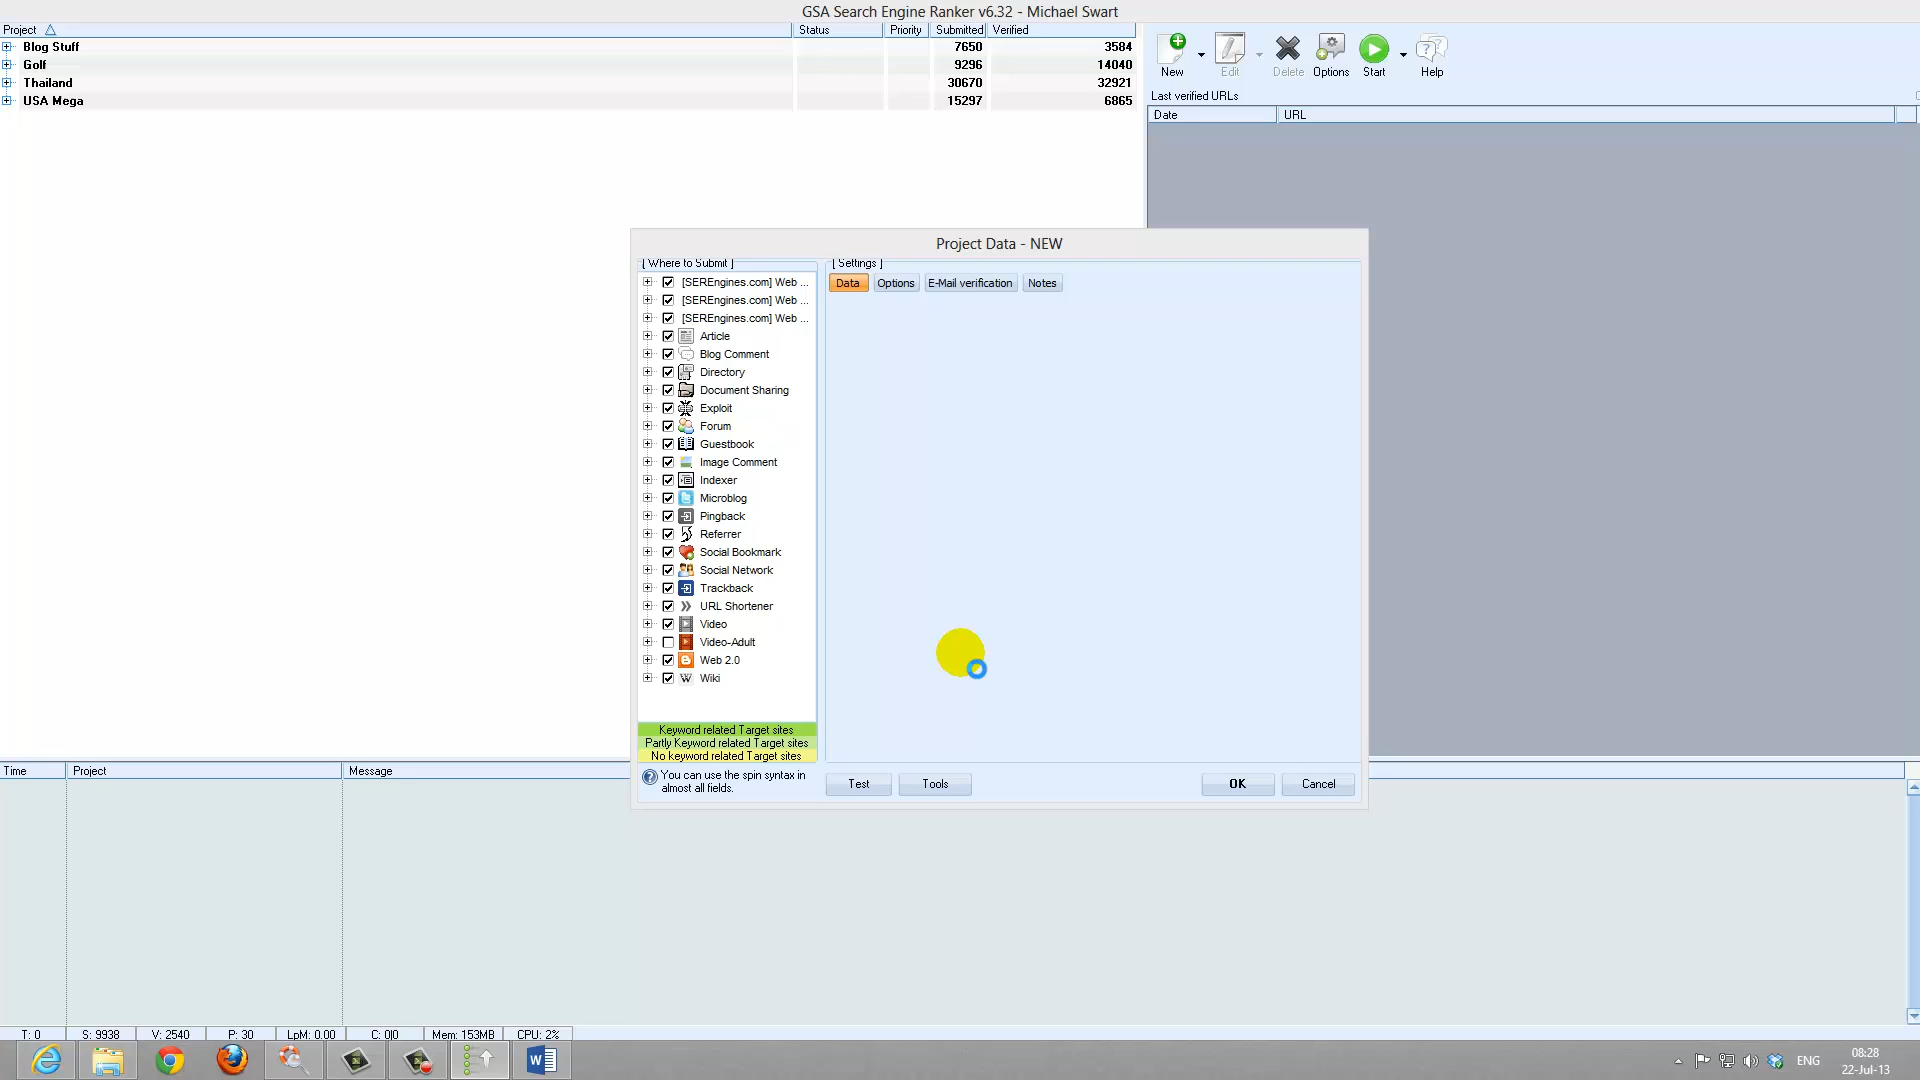 GSA Search Engine Ranker v6.32 - Michael Swart
Project Status Priority Submitted Verified
Blog Stuff 7650 3584
Golf 9296 14040
Thailand 30670 32921
USA Mega 15297 6865
New Edit Delete Options Start Help
Last verified URLs
Date URL
Project Data - NEW
[ Where to Submit ]
[SEREngines.com] Web ...
[SEREngines.com] Web ...
[SEREngines.com] Web ...
Article
Blog Comment
Directory
Document Sharing
Exploit
Forum
Guestbook
Image Comment
Indexer
Microblog
Pingback
Referrer
Social Bookmark
Social Network
Trackback
URL Shortener
Video
Video-Adult
Web 2.0
Wiki
Keyword related Target sites
Partly Keyword related Target sites
No keyword related Target sites
You can use the spin syntax in
almost all fields.
[ Settings ]
Data Options E-Mail verification Notes
Test Tools OK Cancel
Time Project Message
T: 0 S: 9938 V: 2540 P: 30 LpM: 0.00 C: 0|0 Mem: 153MB CPU: 2%
ENG
08:28
22-Jul-13